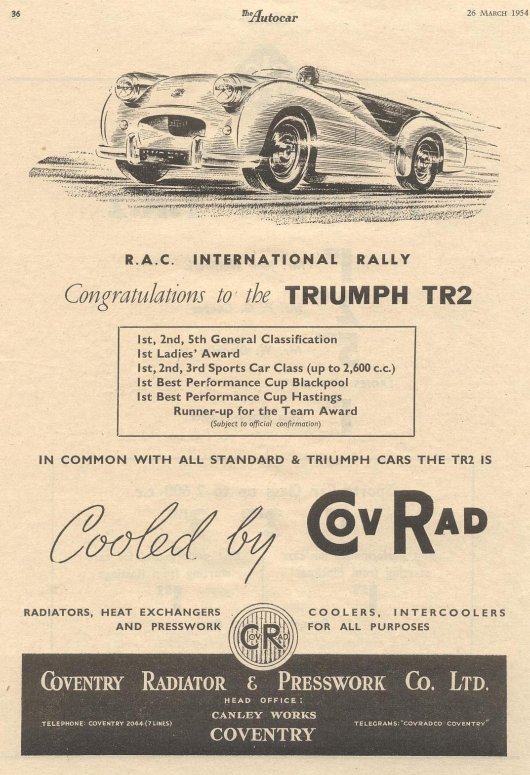 36
The Autocar
26 MARCH 1954
R.A.C. INTERNATIONAL RALLY
Congratulations to the TRIUMPH TR2
1st, 2nd, 5th General Classification
1st Ladies' Award
1st, 2nd, 3rd Sports Car Class (up to 2,600 c.c.)
1st Best Performance Cup Blackpool
1st Best Performance Cup Hastings
Runner-up for the Team Award
(Subject to official confirmation)
IN COMMON WITH ALL STANDARD & TRIUMPH CARS THE TR2 IS
Cooled by COVRAD
RADIATORS, HEAT EXCHANGERS
AND PRESSWORK
CR
COV RAD
COOLERS, INTERCOOLERS
FOR ALL PURPOSES
COVENTRY RADIATOR & PRESSWORK CO. LTD.
HEAD OFFICE:
CANLEY WORKS
TELEPHONE: COVENTRY 2044 (7 LINES)
COVENTRY
TELEGRAMS: "COVRADCO COVENTRY"